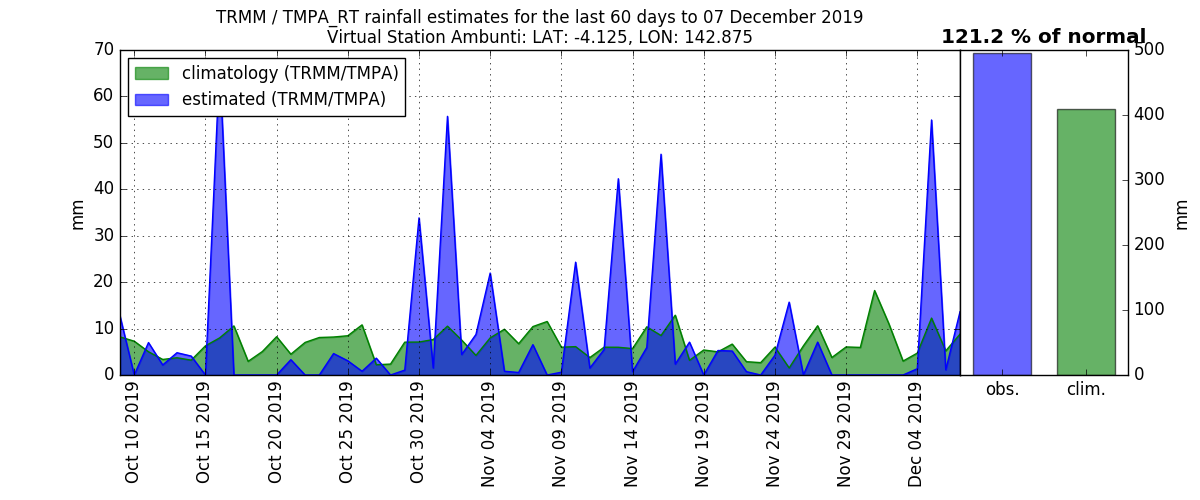 TRMM / TMPA_RT rainfall estimates for the last 60 days to 07 December 2019
Virtual Station Ambunti: LAT: -4.125, LON: 142.875
121.2 % of normal
climatology (TRMM/TMPA)
estimated (TRMM/TMPA)
70
60
50
40
30
20
10
0
mm
Oct 10 2019
Oct 15 2019
Oct 20 2019
Oct 25 2019
Oct 30 2019
Nov 04 2019
Nov 09 2019
Nov 14 2019
Nov 19 2019
Nov 24 2019
Nov 29 2019
Dec 04 2019
obs.
clim.
500
400
300
200
100
0
mm